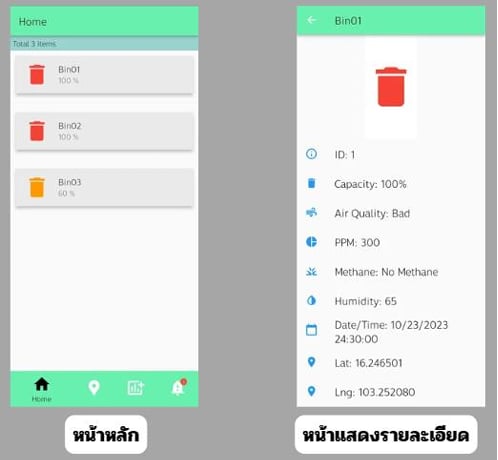 Home
Total 3 items
Bin01
100 %
Bin02
100 %
Bin03
60 %
Home
หน้าหลัก
Bin01
ID: 1
Capacity: 100%
Air Quality: Bad
PPM: 300
Methane: No Methane
Humidity: 65
Date/Time: 10/23/2023
24:30:00
Lat: 16.246501
Lng: 103.252080
หน้าแสดงรายละเอียด